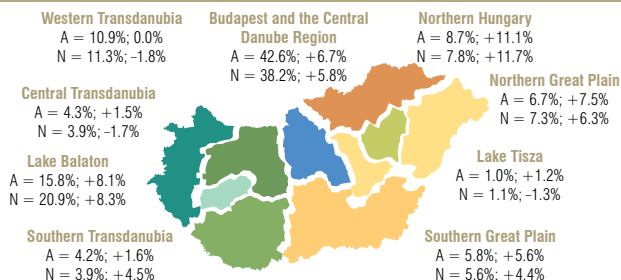 Western Transdanubia
A = 10.9%; 0.0%
N = 11.3%; –1.8%
Budapest and the Central
Danube Region
A = 42.6%; +6.7%
N = 38.2%; +5.8%
Northern Hungary
A = 8.7%; +11.1%
N = 7.8%; +11.7%
Central Transdanubia
A = 4.3%; +1.5%
N = 3.9%; –1.7%
Northern Great Plain
A = 6.7%; +7.5%
N = 7.3%; +6.3%
Lake Balaton
A = 15.8%; +8.1%
N = 20.9%; +8.3%
Lake Tisza
A = 1.0%; +1.2%
N = 1.1%; –1.3%
Southern Transdanubia
A = 4.2%; +1.6%
N = 3.9%; +4.5%
Southern Great Plain
A = 5.8%; +5.6%
N = 5.6%; +4.4%